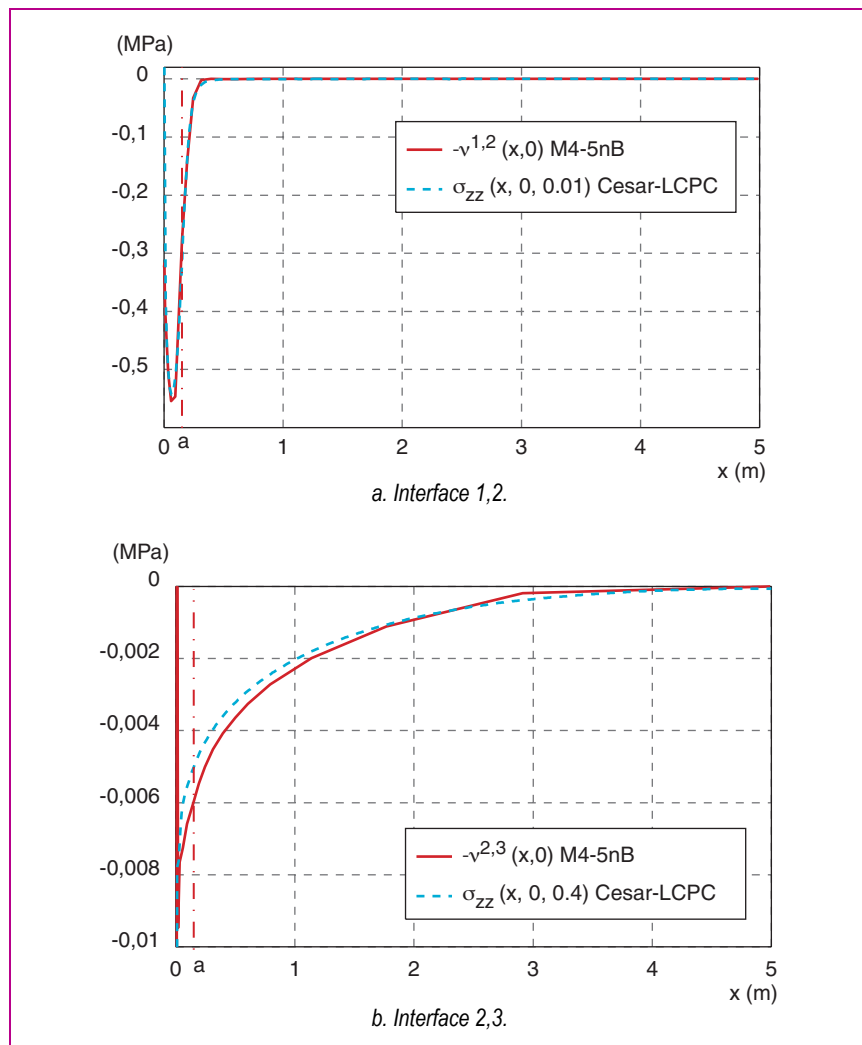 (MPa)
0
-0,1
-0,2
-0,3
-0,4
-0,5
-ν1,2 (x,0) M4-5nB
σzz (x, 0, 0.01) Cesar-LCPC
0 a 1 2 3 4 5
x (m)
a. Interface 1,2.
(MPa)
0
-0,002
-0,004
-0,006
-0,008
-0,01
-ν2,3 (x,0) M4-5nB
σzz (x, 0, 0.4) Cesar-LCPC
0 a 1 2 3 4 5
x (m)
b. Interface 2,3.